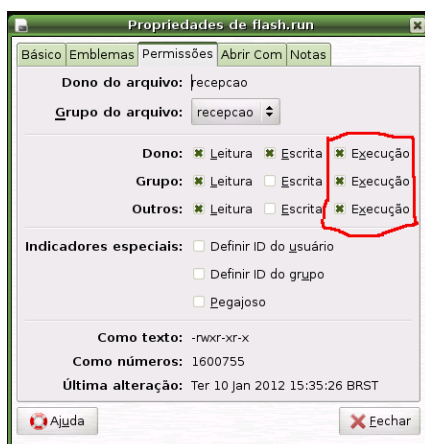 Propriedades de flash.run
Básico Emblemas Permissões Abrir Com Notas
Dono do arquivo: recepcao
Grupo do arquivo: recepcao
Dono: Leitura Escrita Execução
Grupo: Leitura Escrita Execução
Outros: Leitura Escrita Execução
Indicadores especiais: Definir ID do usuário
Definir ID do grupo
Pegajoso
Como texto: -rwxr-xr-x
Como números: 1600755
Última alteração: Ter 10 Jan 2012 15:35:26 BRST
Ajuda Fechar